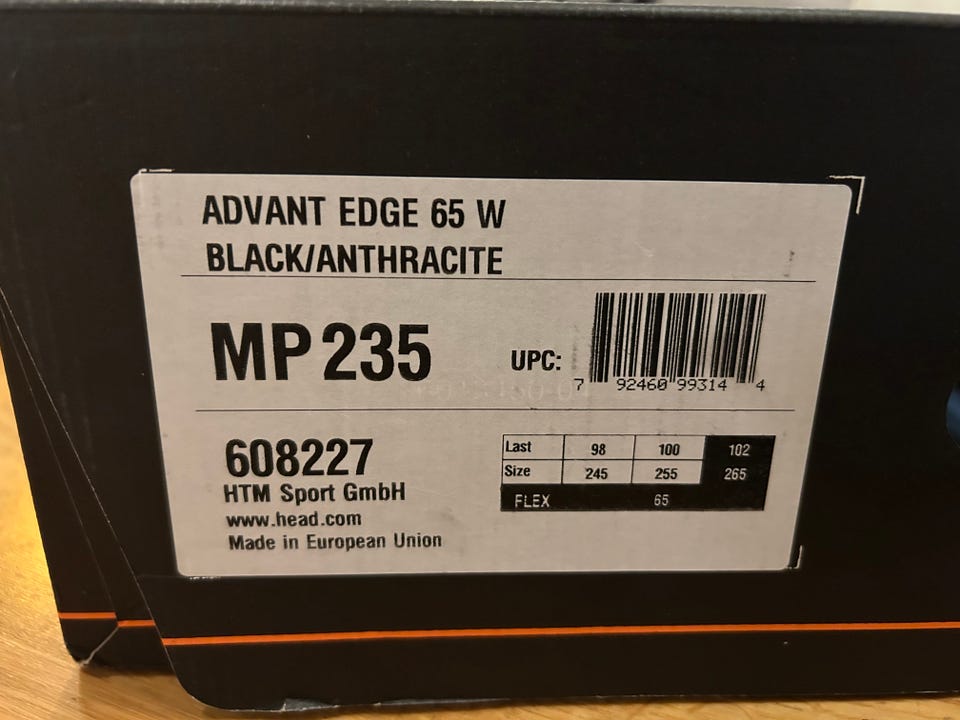 ADVANT EDGE 65 W
BLACK/ANTHRACITE
MP 235
UPC:
7 92460 99314 4
608227
HTM Sport GmbH
www.head.com
Made in European Union
Last 98 100 102
Size 245 255 265
FLEX 65